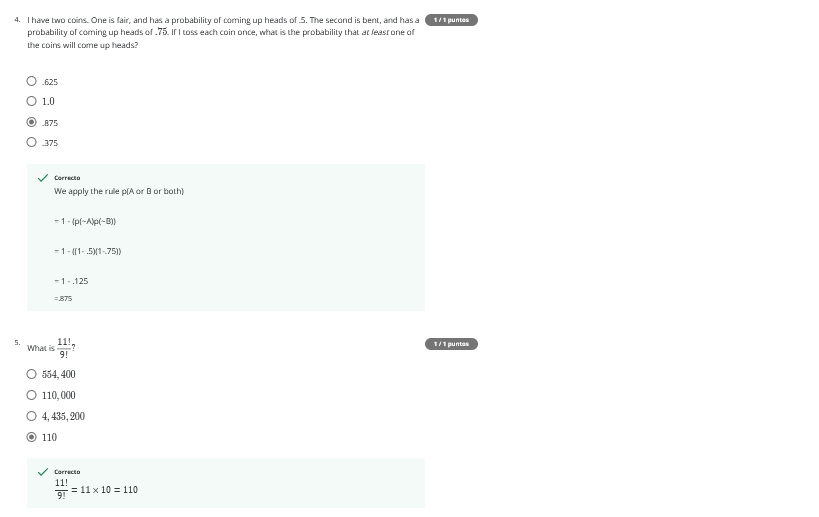 4. I have two coins. One is fair, and has a probability of coming up heads of .5. The second is bent, and has a
1 / 1 puntos
probability of coming up heads of .75. If I toss each coin once, what is the probability that at least one of
the coins will come up heads?
.625
1.0
.875
.375
Correcto
We apply the rule p(A or B or both)
= 1 - (p(~A)p(~B))
= 1 - ((1- .5)(1-.75))
= 1 - .125
=.875
5. What is 11!/9!?
1 / 1 puntos
554, 400
110, 000
4, 435, 200
110
Correcto
11!/9! = 11 × 10 = 110